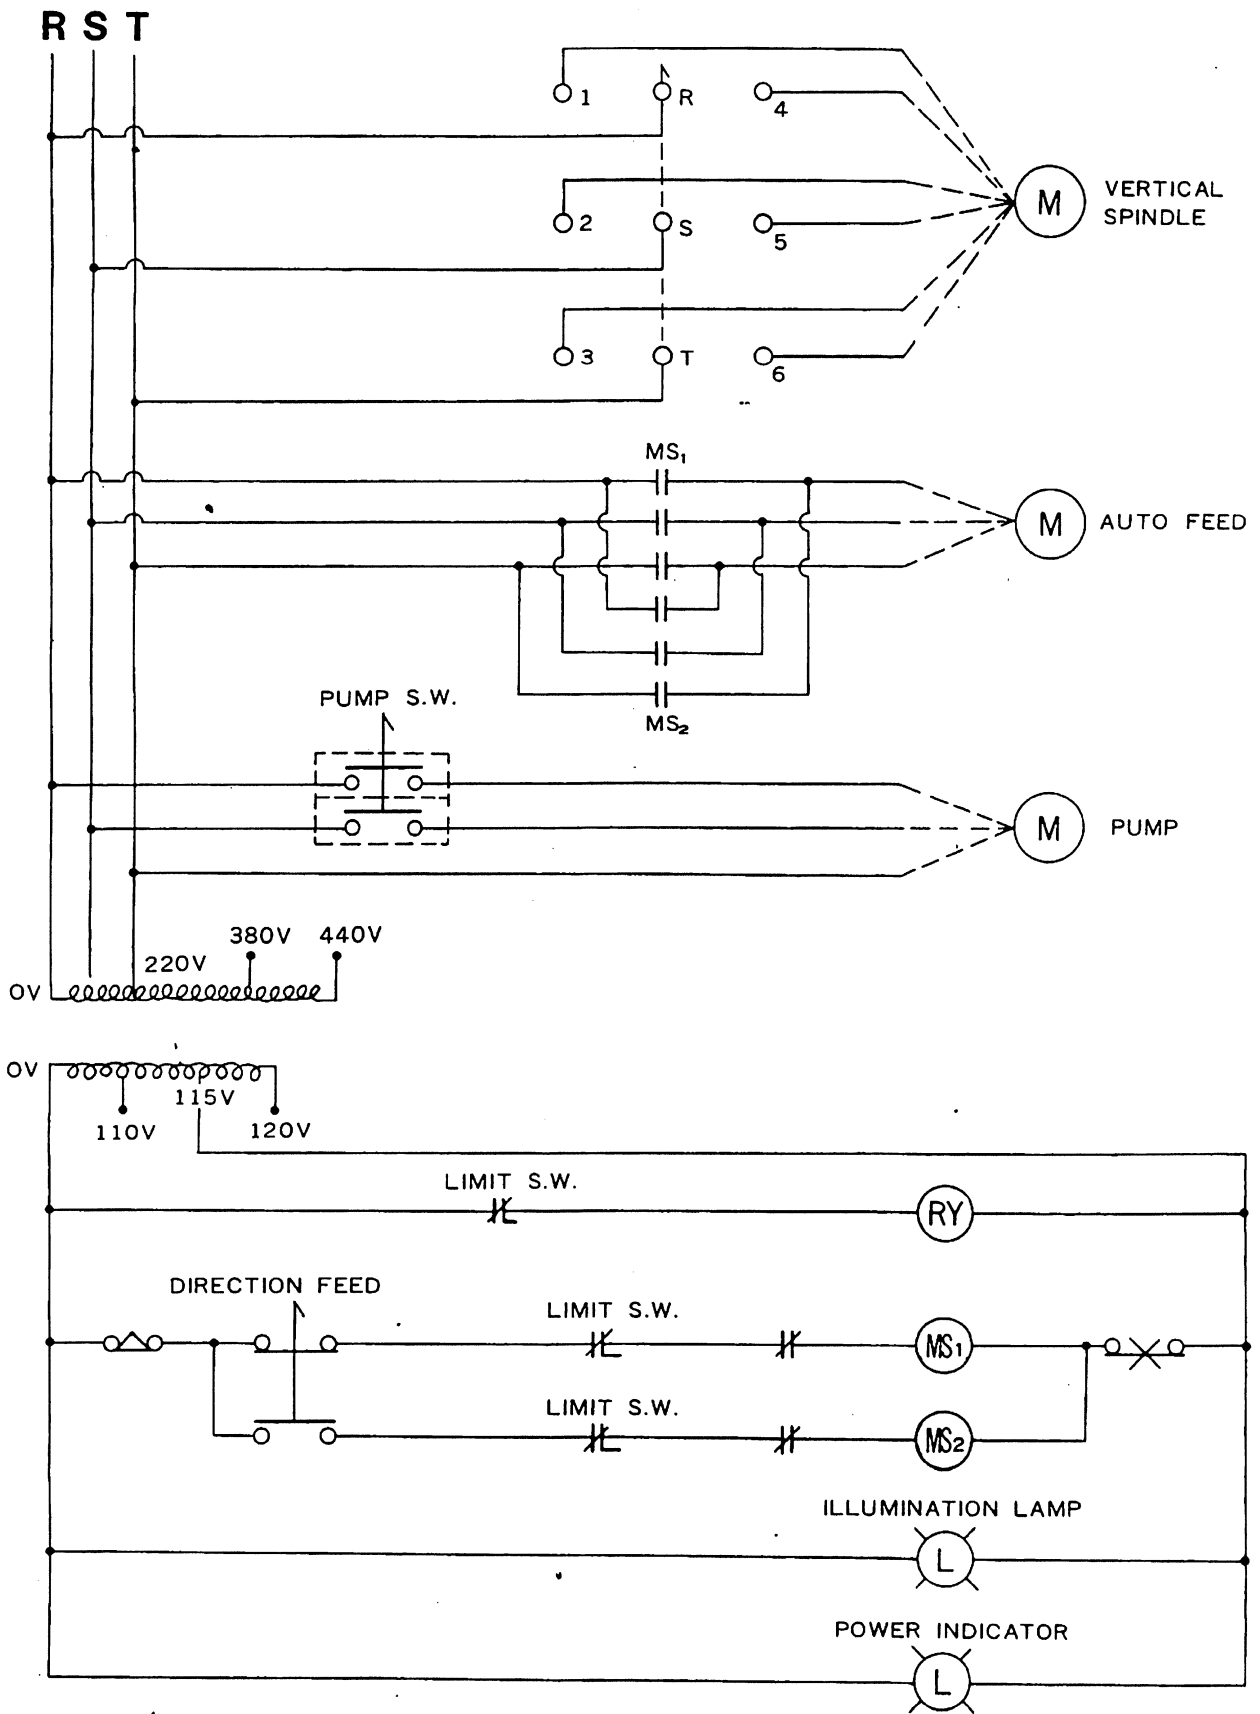 R S T
1
R
4
2
S
5
VERTICAL
SPINDLE
M
3
T
6
MS₁
M
AUTO FEED
MS₂
PUMP S.W.
M
PUMP
380V
440V
220V
0V
0V
115V
110V
120V
LIMIT S.W.
RY
DIRECTION FEED
LIMIT S.W.
MS₁
LIMIT S.W.
MS₂
ILLUMINATION LAMP
L
POWER INDICATOR
L